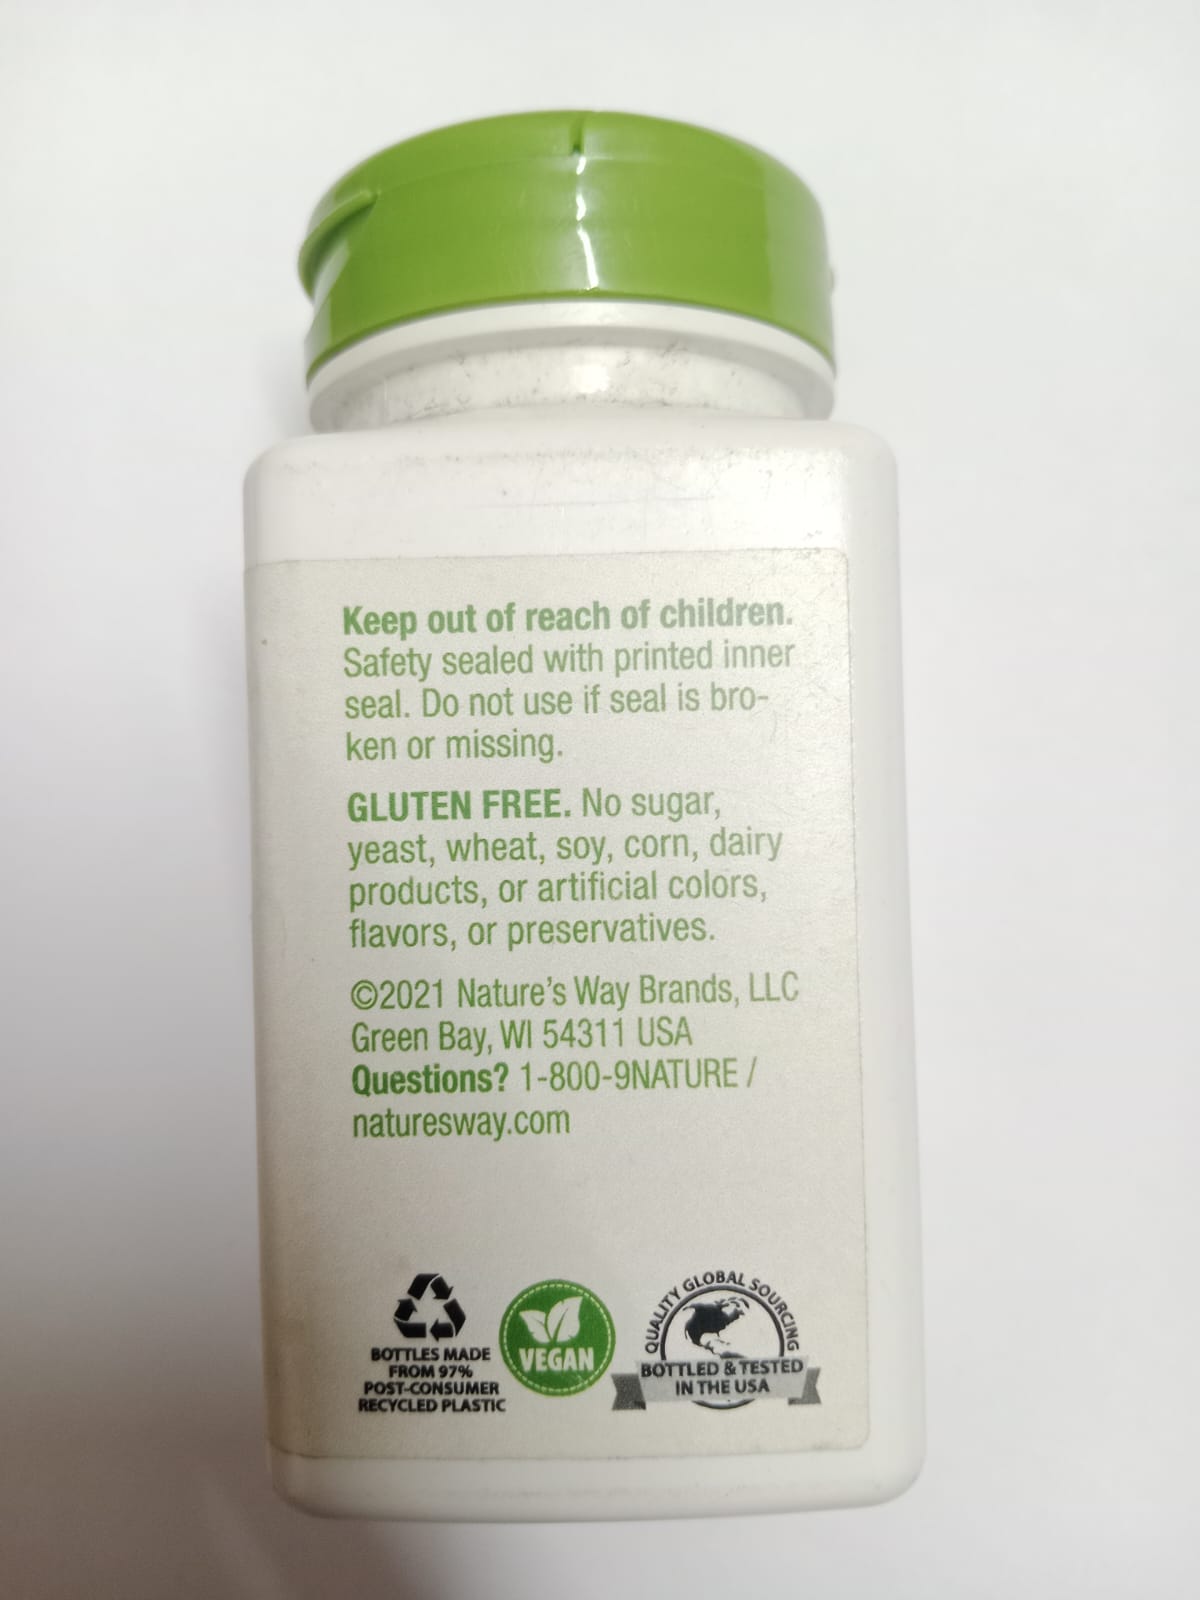 Keep out of reach of children.
Safety sealed with printed inner
seal. Do not use if seal is bro-
ken or missing.
GLUTEN FREE. No sugar,
yeast, wheat, soy, corn, dairy
products, or artificial colors,
flavors, or preservatives.
©2021 Nature's Way Brands, LLC
Green Bay, WI 54311 USA
Questions? 1-800-9NATURE /
naturesway.com
BOTTLES MADE
FROM 97%
POST-CONSUMER
RECYCLED PLASTIC
VEGAN
QUALITY GLOBAL SOURCING
BOTTLED & TESTED
IN THE USA